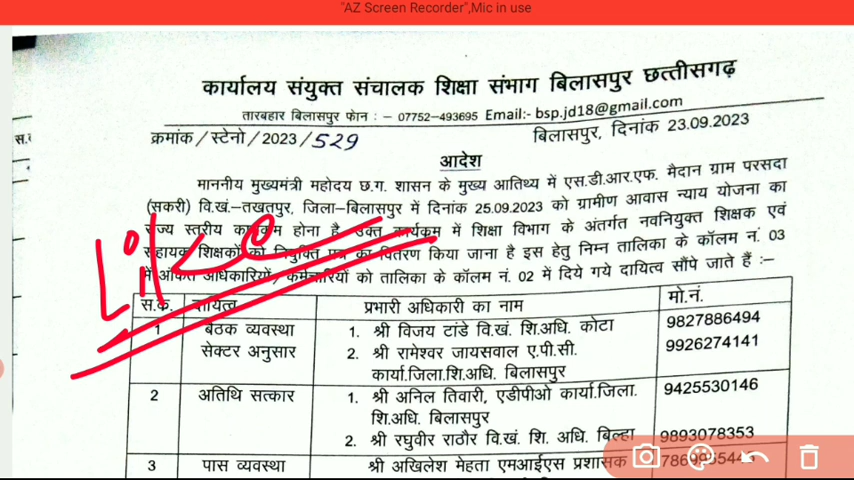 "AZ Screen Recorder",Mic in use
कार्यालय संयुक्त संचालक शिक्षा संभाग बिलासपुर छत्तीसगढ़
तारबहार बिलासपुर फोन : - 07752-493695 Email:- bsp.jd18@gmail.com
क्रमांक/स्टेनो/2023/529 बिलासपुर, दिनांक 23.09.2023
आदेश
माननीय मुख्यमंत्री महोदय छ.ग. शासन के मुख्य आतिथ्य में एस.डी.आर.एफ. मैदान ग्राम परसदा
(सकरी) वि.खं.-तखतपुर, जिला-बिलासपुर में दिनांक 25.09.2023 को ग्रामीण आवास न्याय योजना का
राज्य स्तरीय कार्यक्रम होना है उक्त कार्यक्रम में शिक्षा विभाग के अंतर्गत नवनियुक्त शिक्षक एवं
सहायक शिक्षकों को नियुक्ति पत्र का वितरण किया जाना है इस हेतु निम्न तालिका के कॉलम नं. 03
में अंकित अधिकारियों/कर्मचारियों को तालिका के कॉलम नं. 02 में दिये गये दायित्व सौंपे जाते हैं :-
Like
स.क्र. दायित्व प्रभारी अधिकारी का नाम मो.नं.
1 बैठक व्यवस्था 1. श्री विजय टांडे वि.खं. शि.अधि. कोटा 9827886494
सेक्टर अनुसार 2. श्री रामेश्वर जायसवाल ए.पी.सी. 9926274141
कार्या.जिला.शि.अधि. बिलासपुर
2 अतिथि सत्कार 1. श्री अनिल तिवारी, एडीपीओ कार्या.जिला. 9425530146
शि.अधि. बिलासपुर
2. श्री रघुवीर राठौर वि.खं. शि. अधि. बिल्हा 9893078353
3 पास व्यवस्था श्री अखिलेश मेहता एमआईएस प्रशासक